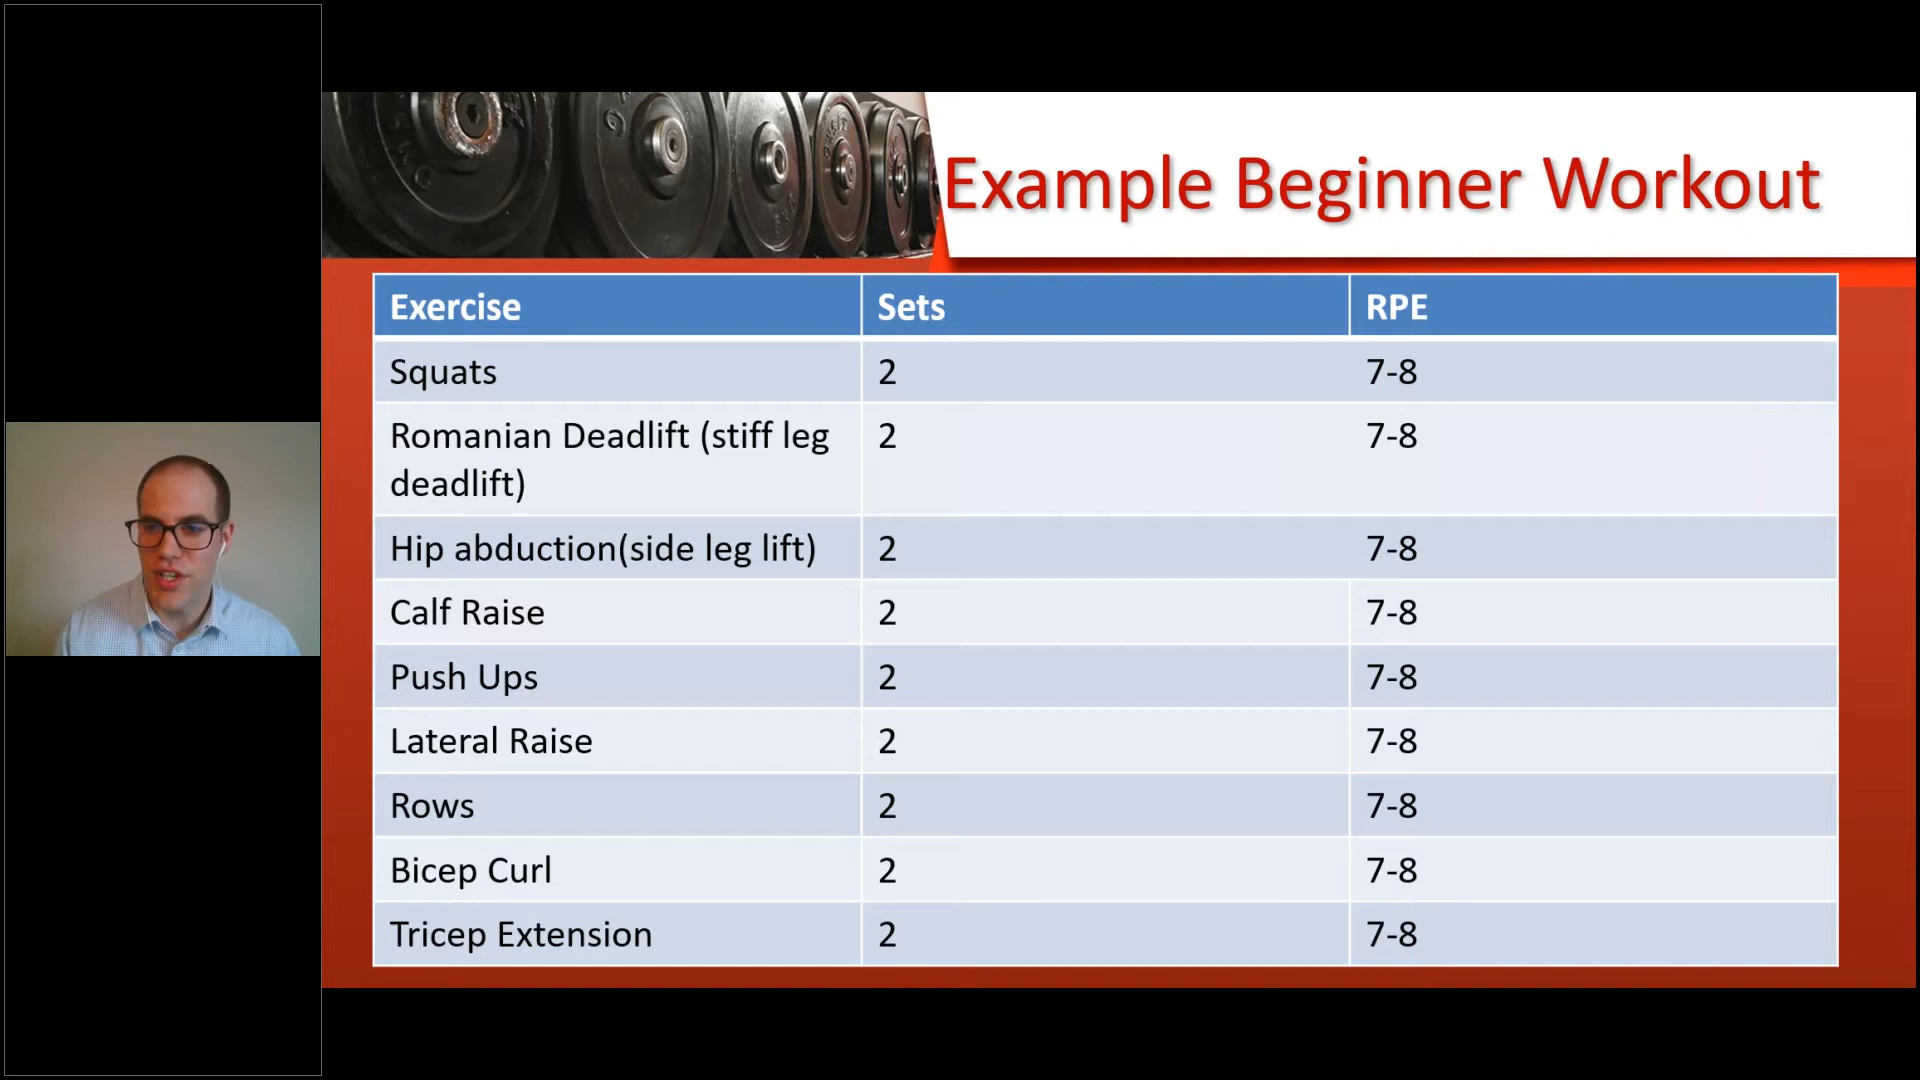 Example Beginner Workout
Exercise Sets RPE
Squats 2 7-8
Romanian Deadlift (stiff leg 2 7-8
deadlift)
Hip abduction(side leg lift) 2 7-8
Calf Raise 2 7-8
Push Ups 2 7-8
Lateral Raise 2 7-8
Rows 2 7-8
Bicep Curl 2 7-8
Tricep Extension 2 7-8